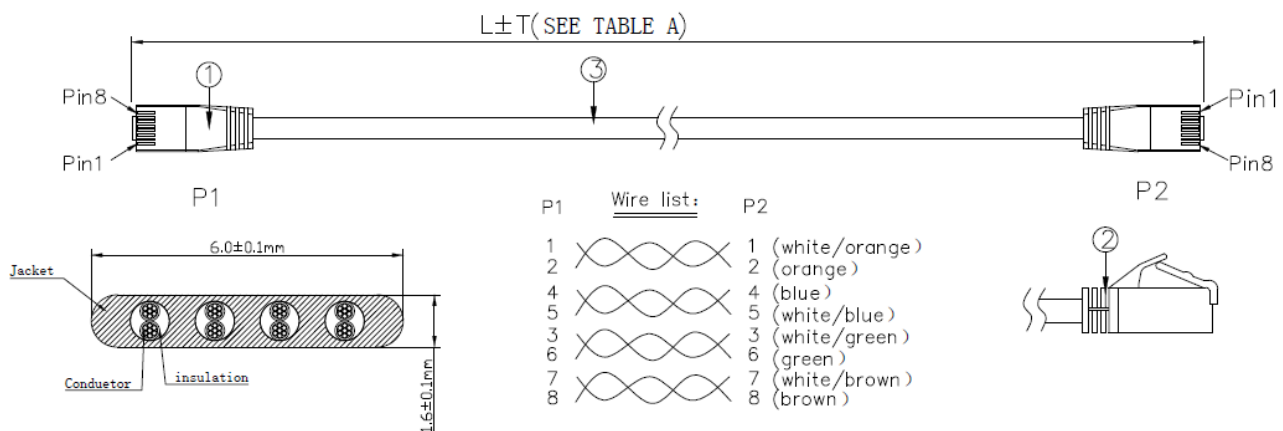 L±T(SEE TABLE A)
①
③
Pin8
Pin1
P1
Pin1
Pin8
P2
6.0±0.1mm
Jacket
Conduetor
insulation
1.6±0.1mm
P1 Wire list: P2
1 1 (white/orange)
2 2 (orange)
4 4 (blue)
5 5 (white/blue)
3 3 (white/green)
6 6 (green)
7 7 (white/brown)
8 8 (brown)
②